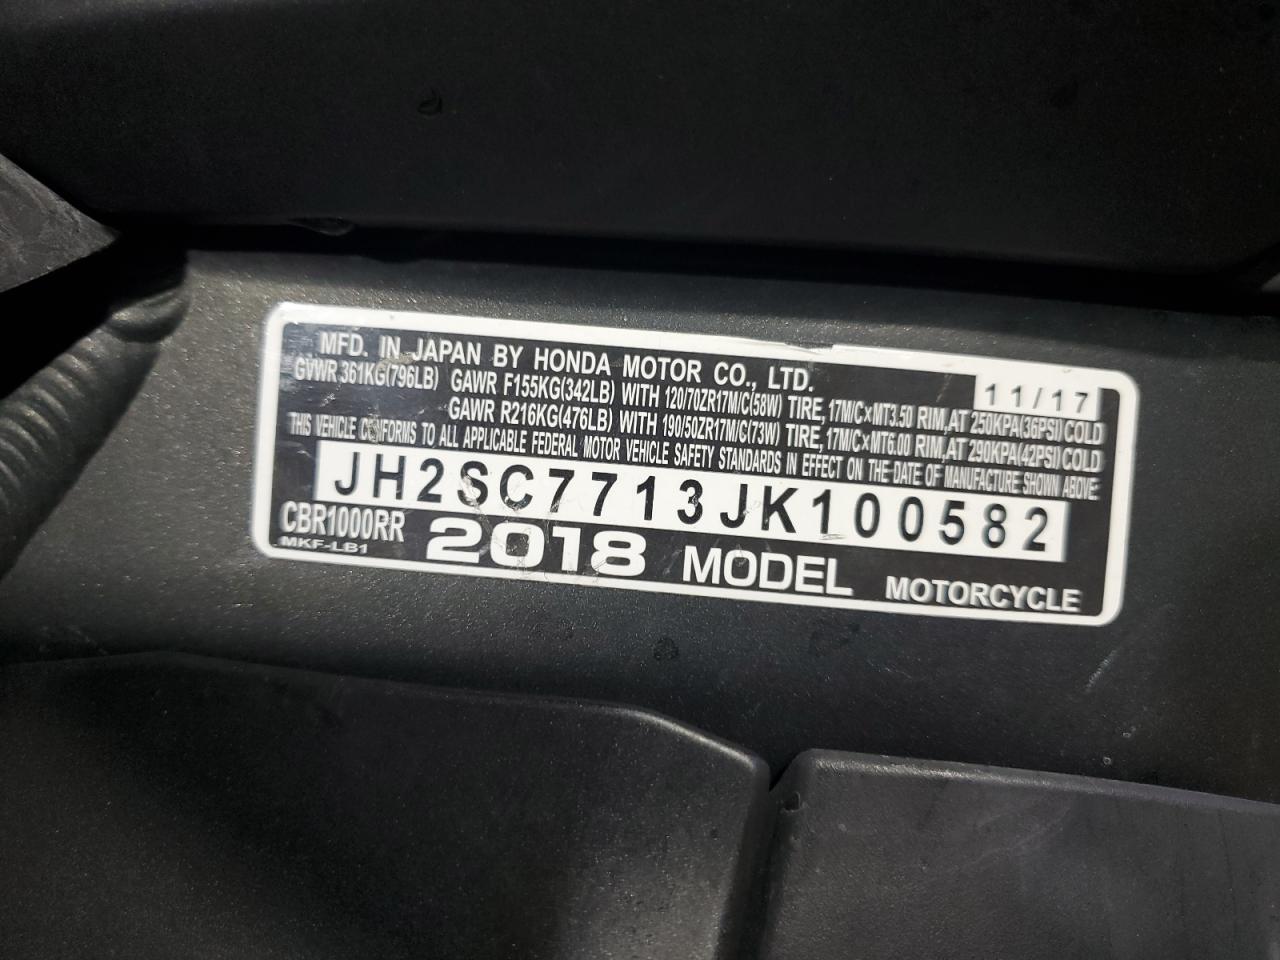 MFD. IN JAPAN BY HONDA MOTOR CO., LTD. 11/17
GVWR 361KG(796LB) GAWR F155KG(342LB) WITH 120/70ZR17M/C(58W) TIRE, 17M/C×MT3.50 RIM, AT 250KPA(36PSI)COLD
GAWR R216KG(476LB) WITH 190/50ZR17M/C(73W) TIRE, 17M/C×MT6.00 RIM, AT 290KPA(42PSI)COLD
THIS VEHICLE CONFORMS TO ALL APPLICABLE FEDERAL MOTOR VEHICLE SAFETY STANDARDS IN EFFECT ON THE DATE OF MANUFACTURE SHOWN ABOVE
JH2SC7713JK100582
CBR1000RR 2018 MODEL MOTORCYCLE
MKF-LB1